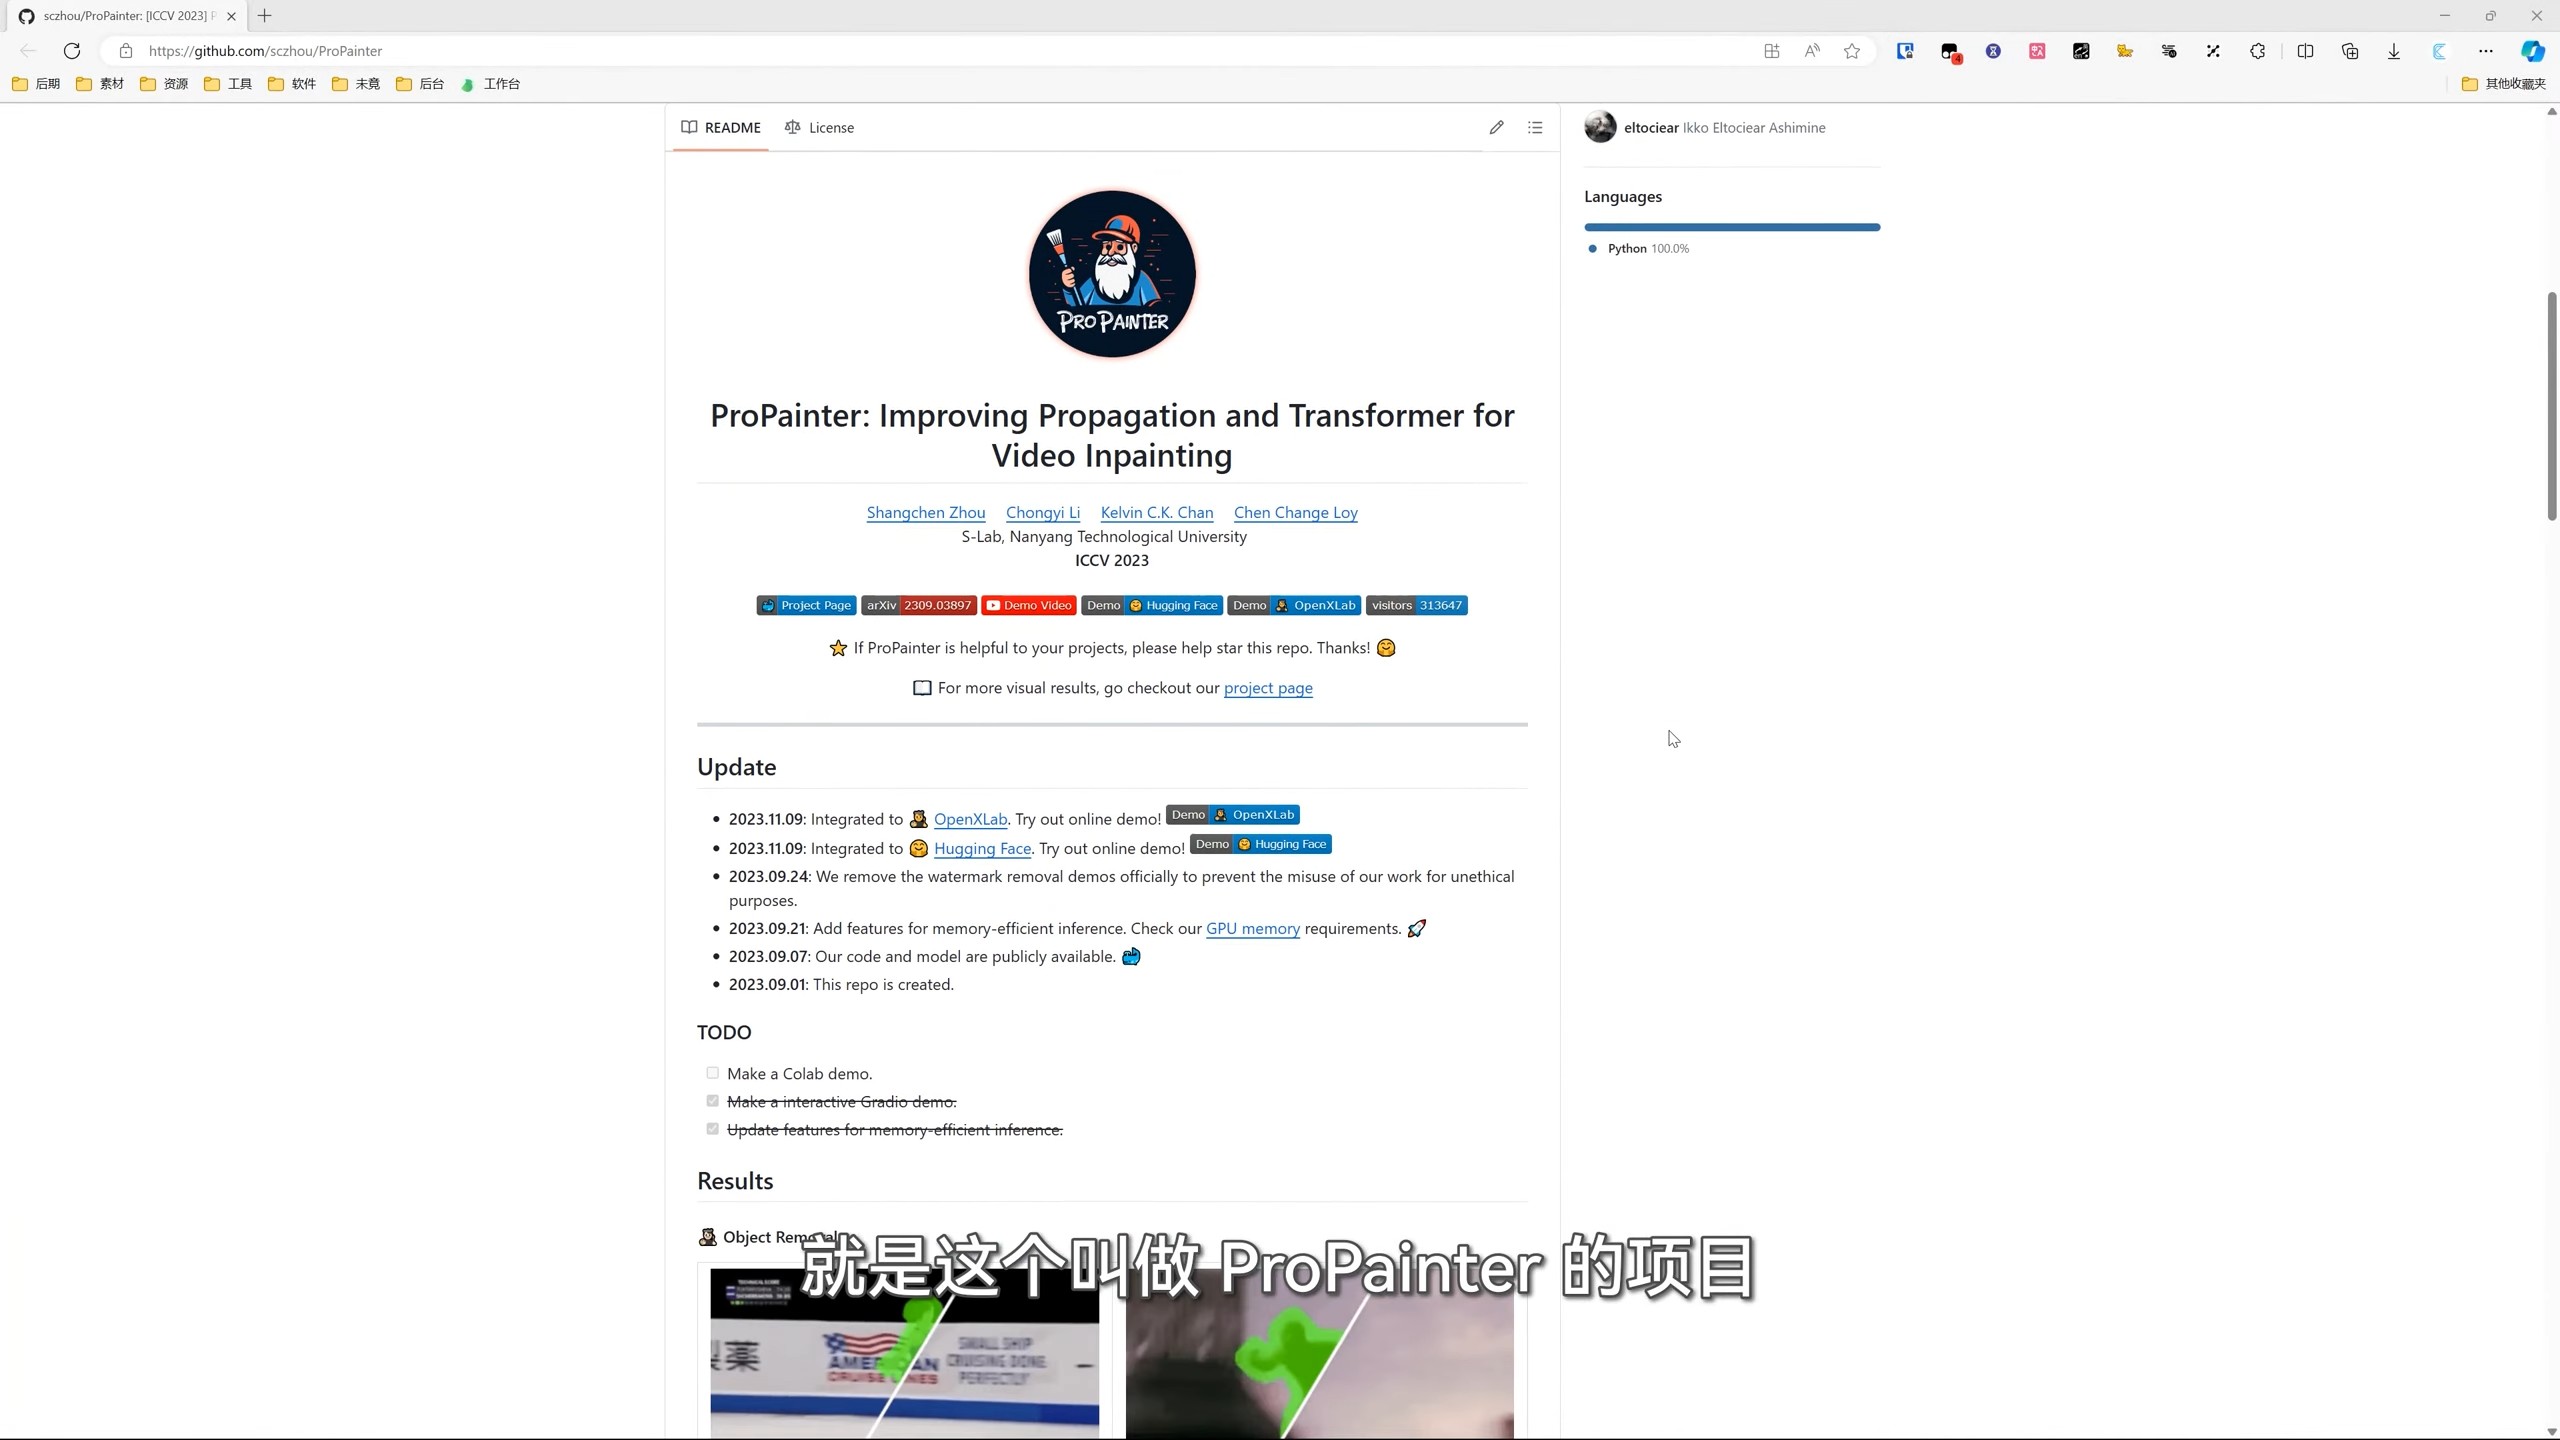 sczhou/ProPainter: [ICCV 2023] P
https://github.com/sczhou/ProPainter
后期 素材 资源 工具 软件 未竟 后台 工作台 其他收藏夹
README License
eltociear Ikko Eltociear Ashimine
Languages
Python 100.0%
PROPAINTER
ProPainter: Improving Propagation and Transformer for
Video Inpainting
Shangchen Zhou Chongyi Li Kelvin C.K. Chan Chen Change Loy
S-Lab, Nanyang Technological University
ICCV 2023
Project Page arXiv 2309.03897 Demo Video Demo Hugging Face Demo OpenXLab visitors 313647
If ProPainter is helpful to your projects, please help star this repo. Thanks!
For more visual results, go checkout our project page
Update
2023.11.09: Integrated to OpenXLab. Try out online demo! Demo OpenXLab
2023.11.09: Integrated to Hugging Face. Try out online demo! Demo Hugging Face
2023.09.24: We remove the watermark removal demos officially to prevent the misuse of our work for unethical
purposes.
2023.09.21: Add features for memory-efficient inference. Check our GPU memory requirements.
2023.09.07: Our code and model are publicly available.
2023.09.01: This repo is created.
TODO
Make a Colab demo.
Make a interactive Gradio demo.
Update features for memory-efficient inference.
Results
Object Removal
就是这个叫做 ProPainter 的项目
AMERICAN
CRUISE LINES
SMALL SHIP
CRUISING DONE
PERFECTLY